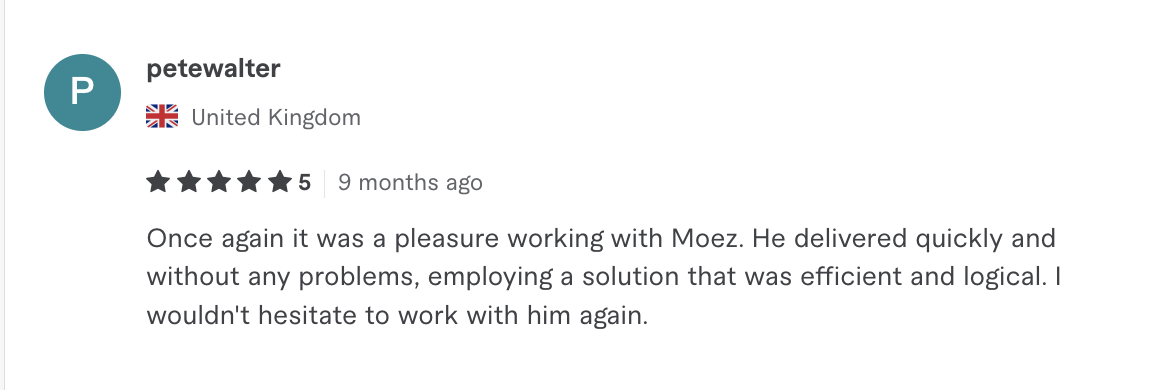 P
petewalter
United Kingdom
5 9 months ago
Once again it was a pleasure working with Moez. He delivered quickly and
without any problems, employing a solution that was efficient and logical. I
wouldn't hesitate to work with him again.